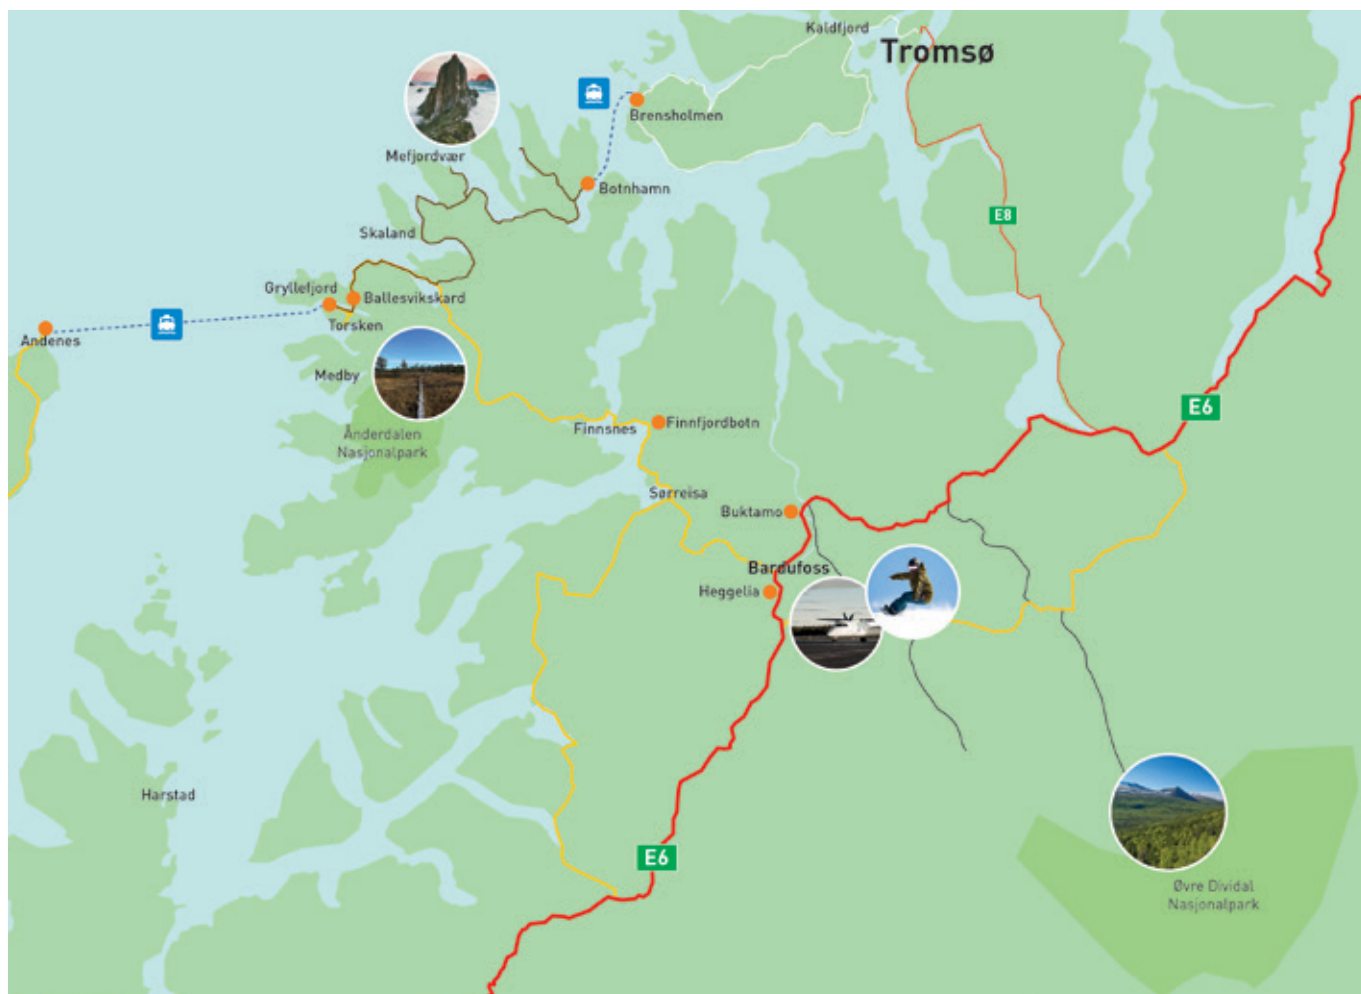 Kaldfjord
Tromsø
Brensholmen
Mefjordvær
Botnhamn
E8
Skaland
Gryllefjord
Ballesvikskard
Torsken
Andenes
Medby
E6
Finnsnes
Finnfjordbotn
Ånderdalen
Nasjonalpark
Sørreisa
Buktamo
Bardufoss
Heggelia
Harstad
E6
Øvre Dividal
Nasjonalpark